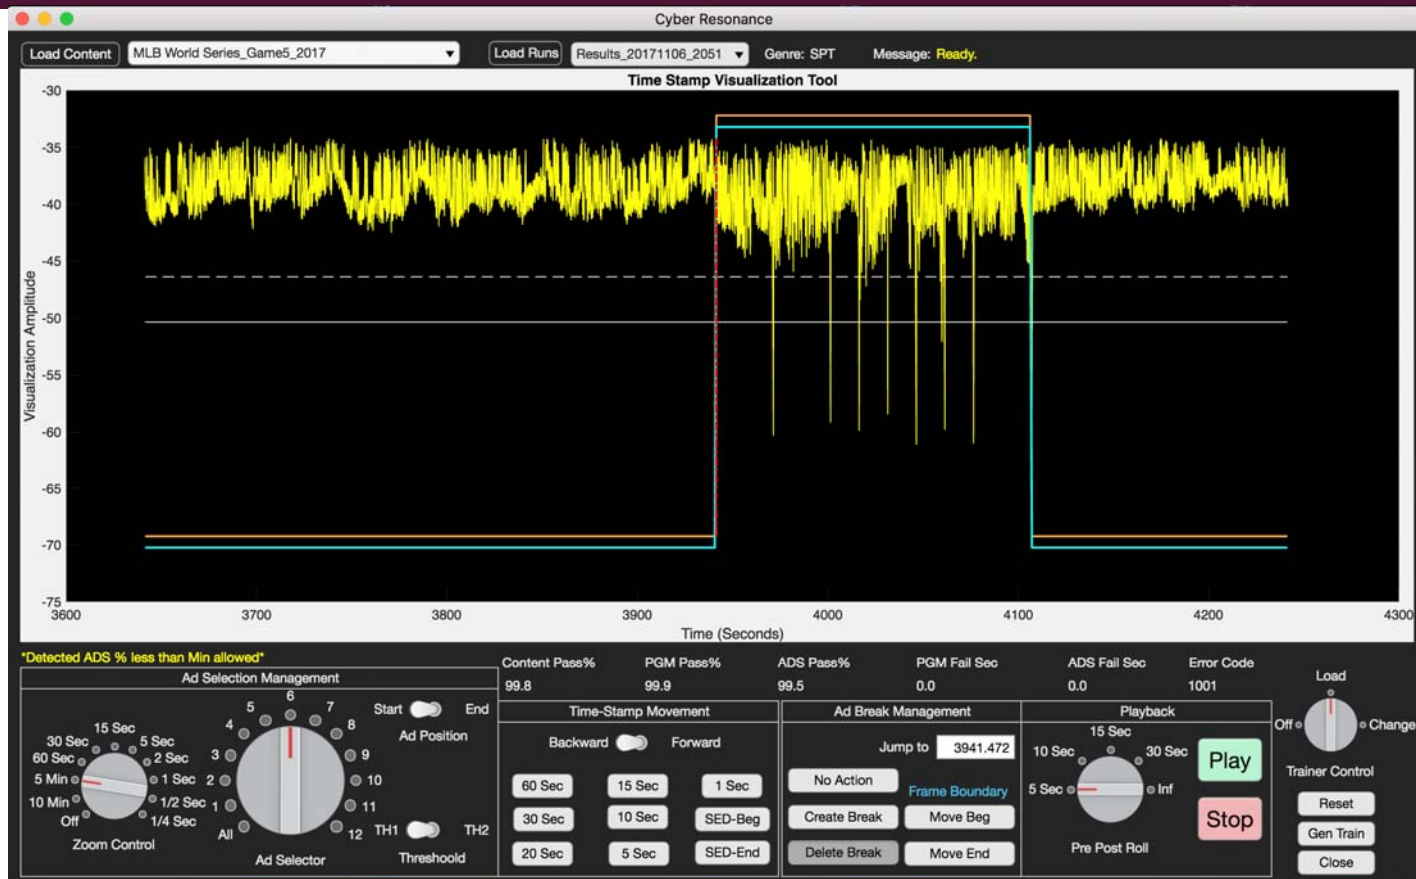 Cyber Resonance
Load Content MLB World Series_Game5_2017 Load Runs Results_20171106_2051 Genre: SPT Message: Ready.
Time Stamp Visualization Tool
-30
-35
-40
-45
-50
-55
-60
-65
-70
-75
Visualization Amplitude
3600 3700 3800 3900 4000 4100 4200 4300
Time (Seconds)
*Detected ADS % less than Min allowed*
Content Pass% PGM Pass% ADS Pass% PGM Fail Sec ADS Fail Sec Error Code
99.8 99.9 99.5 0.0 0.0 1001
Ad Selection Management
15 Sec
30 Sec 5 Sec
60 Sec 2 Sec
5 Min 1 Sec
10 Min 1/2 Sec
Off 1/4 Sec
Zoom Control
6
5 7
4 8
3 9
2 10
1 11
All 12
Ad Selector
Start End
Ad Position
TH1 TH2
Threshoold
Time-Stamp Movement
Backward Forward
60 Sec 15 Sec 1 Sec
30 Sec 10 Sec SED-Beg
20 Sec 5 Sec SED-End
Ad Break Management
Jump to 3941.472
No Action Frame Boundary
Create Break Move Beg
Delete Break Move End
Playback
15 Sec
10 Sec 30 Sec
5 Sec Inf
Pre Post Roll
Play
Stop
Load
Off Change
Trainer Control
Reset
Gen Train
Close